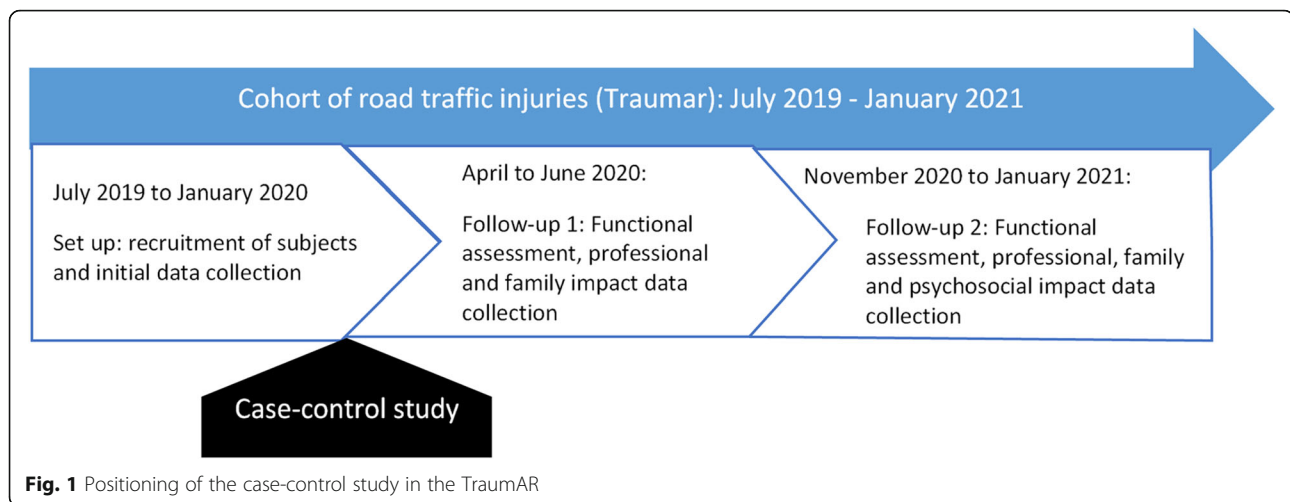 Cohort of road traffic injuries (Traumar): July 2019 - January 2021
July 2019 to January 2020
Set up: recruitment of subjects
and initial data collection
April to June 2020:
Follow-up 1: Functional
assessment, professional
and family impact data
collection
November 2020 to January 2021:
Follow-up 2: Functional
assessment, professional, family
and psychosocial impact data
collection
Case-control study
Fig. 1 Positioning of the case-control study in the TraumAR